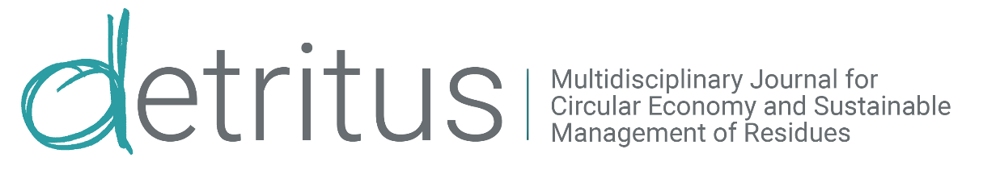 detritus
Multidisciplinary Journal for
Circular Economy and Sustainable
Management of Residues